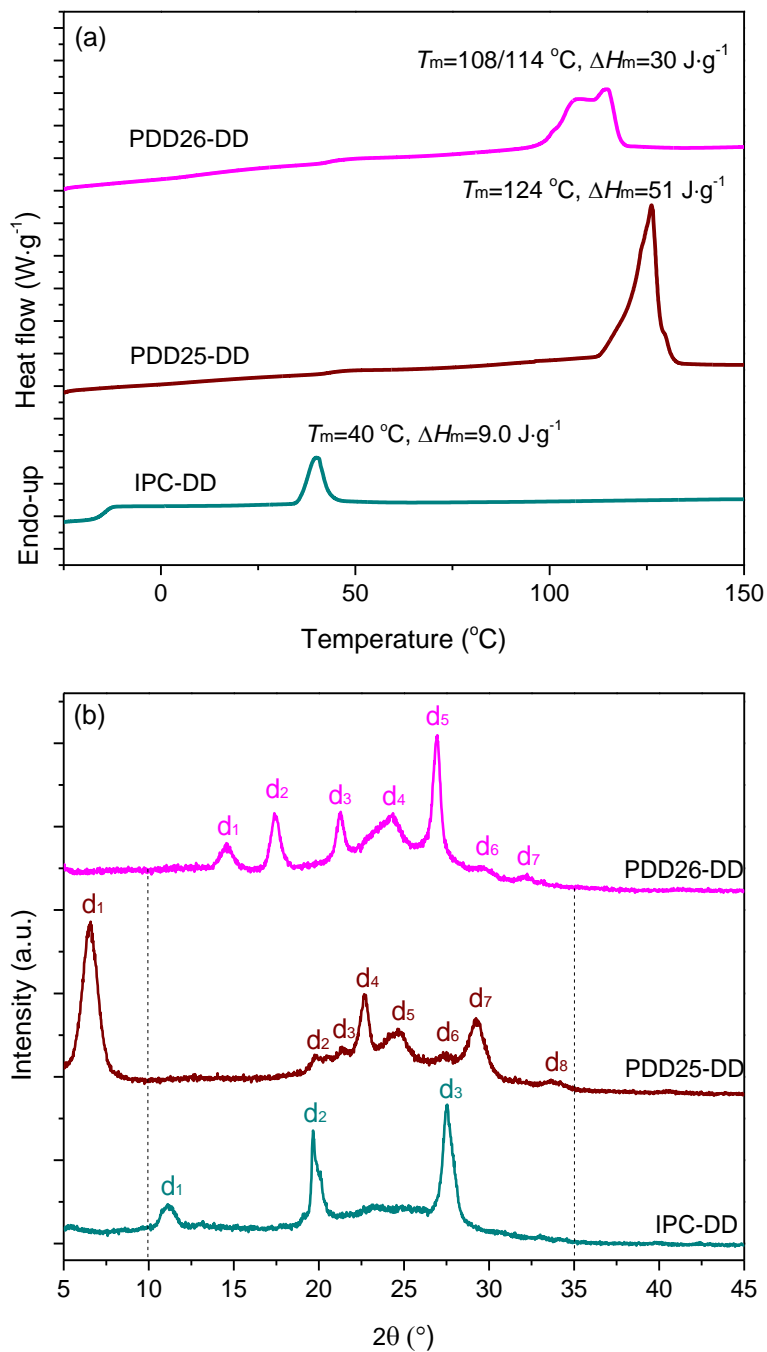 (a)
Tm=108/114 °C, ΔHm=30 J·g-1
PDD26-DD
Tm=124 °C, ΔHm=51 J·g-1
PDD25-DD
Tm=40 °C, ΔHm=9.0 J·g-1
IPC-DD
Endo-up Heat flow (W·g-1)
0 50 100 150
Temperature (°C)
(b)
d1 d2 d3 d4 d5 d6 d7
PDD26-DD
d1 d2 d3 d4 d5 d6 d7 d8
PDD25-DD
d1 d2 d3
IPC-DD
Intensity (a.u.)
5 10 15 20 25 30 35 40 45
2θ (°)